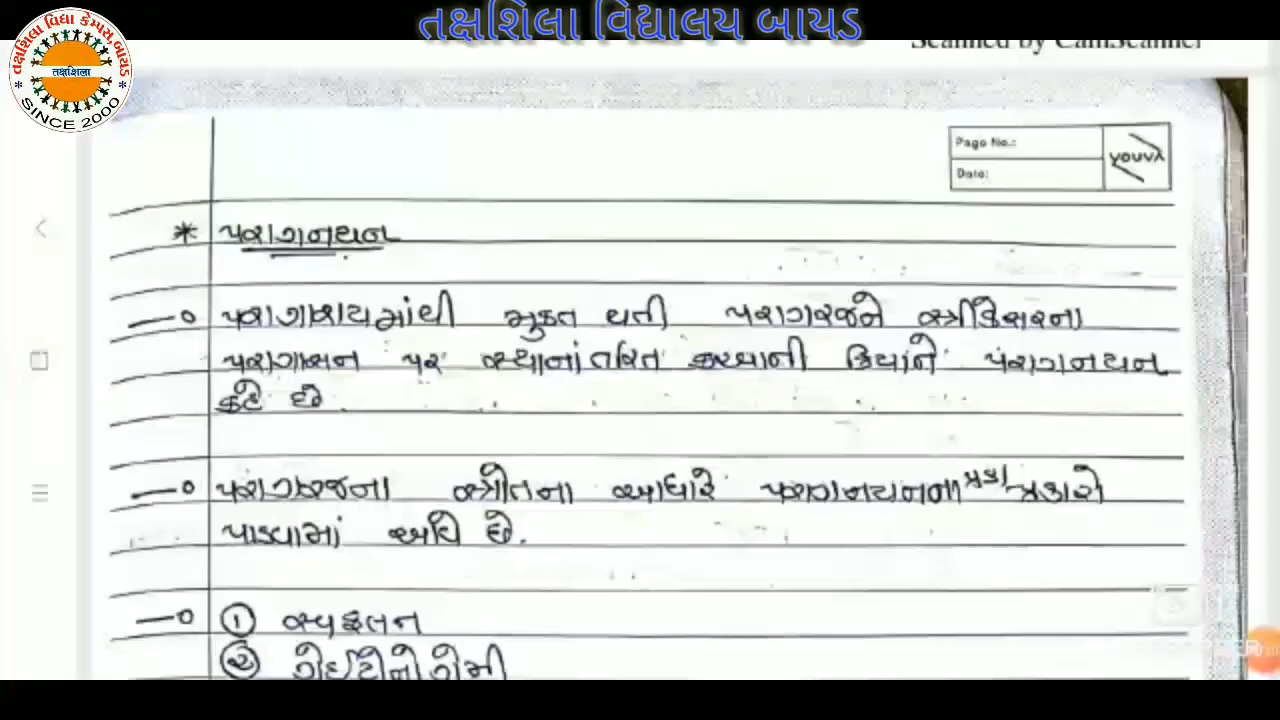 તક્ષશિલા વિદ્યાલય બાયડ
તક્ષશિલા વિદ્યા કેમ્પસ, બાયડ
તક્ષશિલા
SINCE 2000
Scanned by CamScanner
Page No.:
Date:
youva
* પરાગનયન
પરાગાશયમાંથી મુક્ત થતી પરાગરજને સ્ત્રીકેસરના
પરાગાસન પર સ્થાનાંતરિત કરવાની ક્રિયાને પરાગનયન
કહે છે.
પરાગરજના સ્ત્રોતના આધારે પરાગનયનના પ્રકારો
પાડવામાં આવે છે.
① સ્વફલન
② ગેઈટોનોગેમી